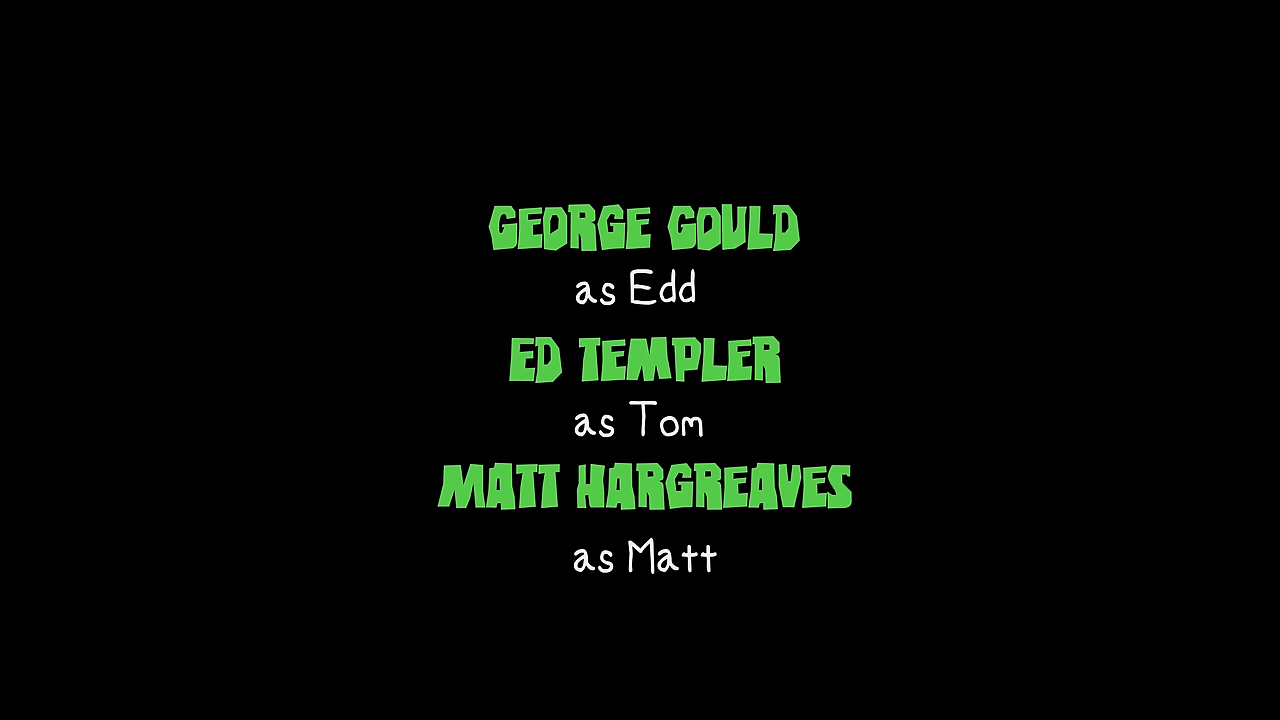 GEORGE GOULD
as Edd
ED TEMPLER
as Tom
MATT HARGREAVES
as Matt